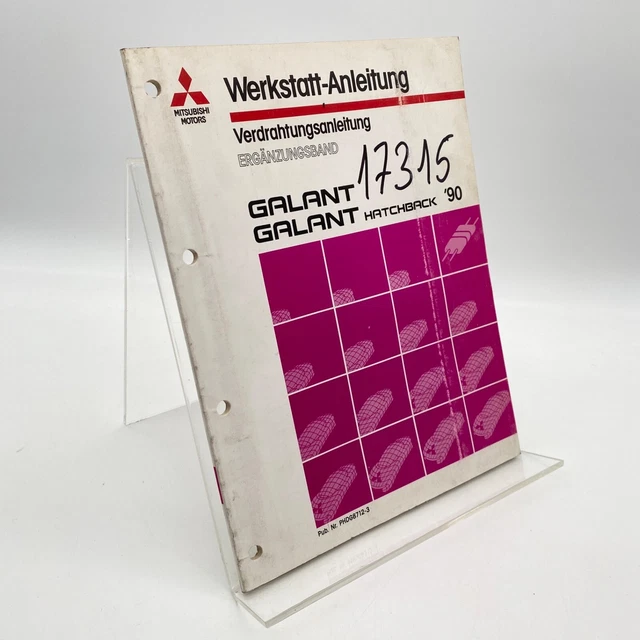 MITSUBISHI
MOTORS
Werkstatt-Anleitung
Verdrahtungsanleitung
ERGÄNZUNGSBAND
17315
GALANT
GALANT HATCHBACK '90
Pub. Nr. PHDG8712-3